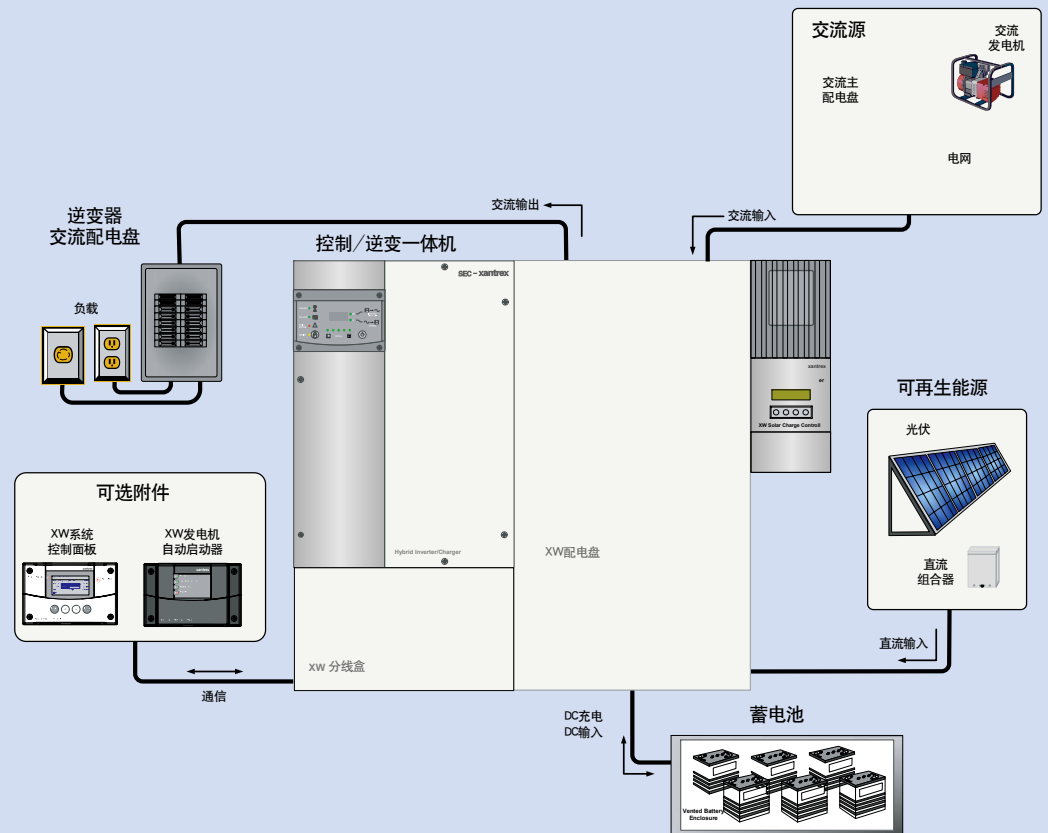 交流源
交流
发电机
交流主
配电盘
电网
交流输出
交流输入
逆变器
交流配电盘
控制/逆变一体机
SEC-xantrex
负载
xantrex
er
XW Solar Charge Controll
可再生能源
光伏
直流
组合器
直流输入
可选附件
XW系统
控制面板
XW发电机
自动启动器
Hybrid Inverter/Charger
XW配电盘
xw 分线盒
通信
DC充电
DC输入
蓄电池
Vented Battery
Enclosure